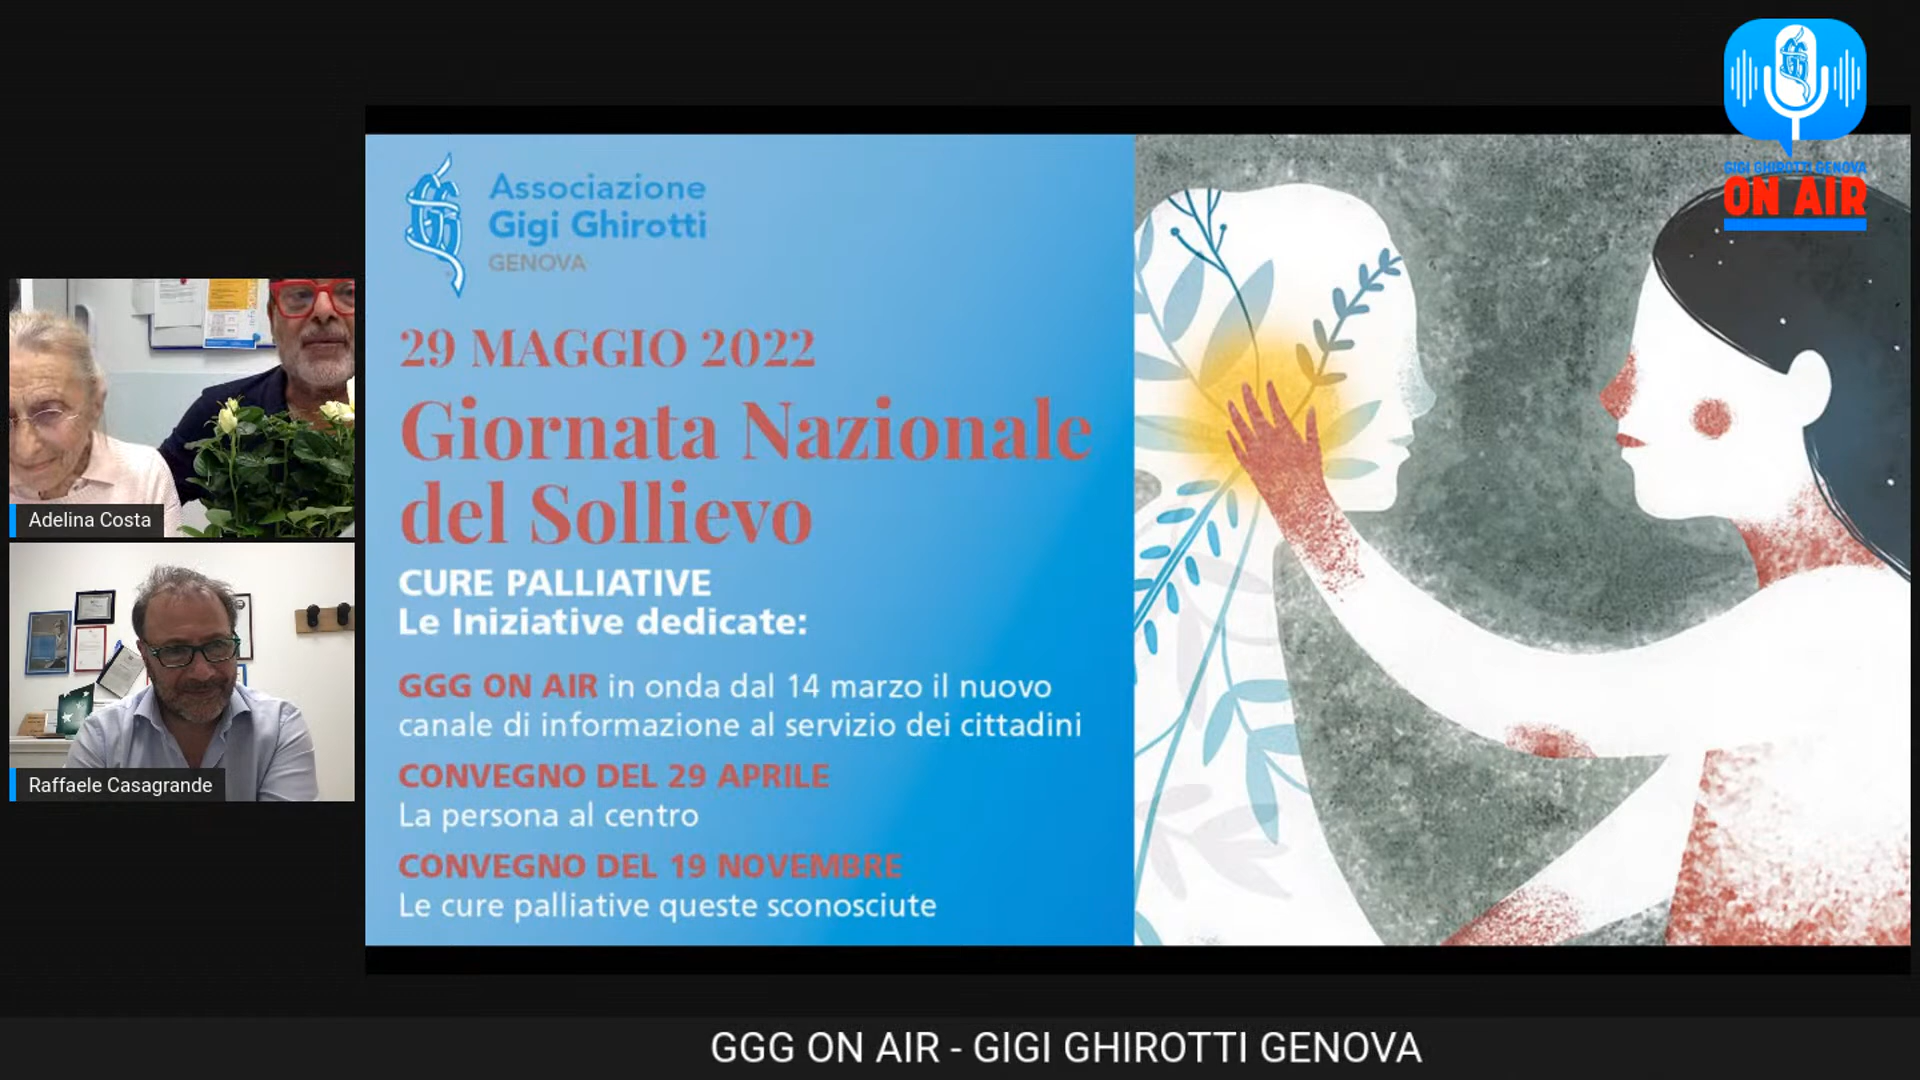 GIGI GHIROTTI GENOVA
ON AIR
Associazione
Gigi Ghirotti
GENOVA
29 MAGGIO 2022
Giornata Nazionale
del Sollievo
CURE PALLIATIVE
Le Iniziative dedicate:
GGG ON AIR in onda dal 14 marzo il nuovo
canale di informazione al servizio dei cittadini
CONVEGNO DEL 29 APRILE
La persona al centro
CONVEGNO DEL 19 NOVEMBRE
Le cure palliative queste sconosciute
Adelina Costa
Raffaele Casagrande
GGG ON AIR - GIGI GHIROTTI GENOVA